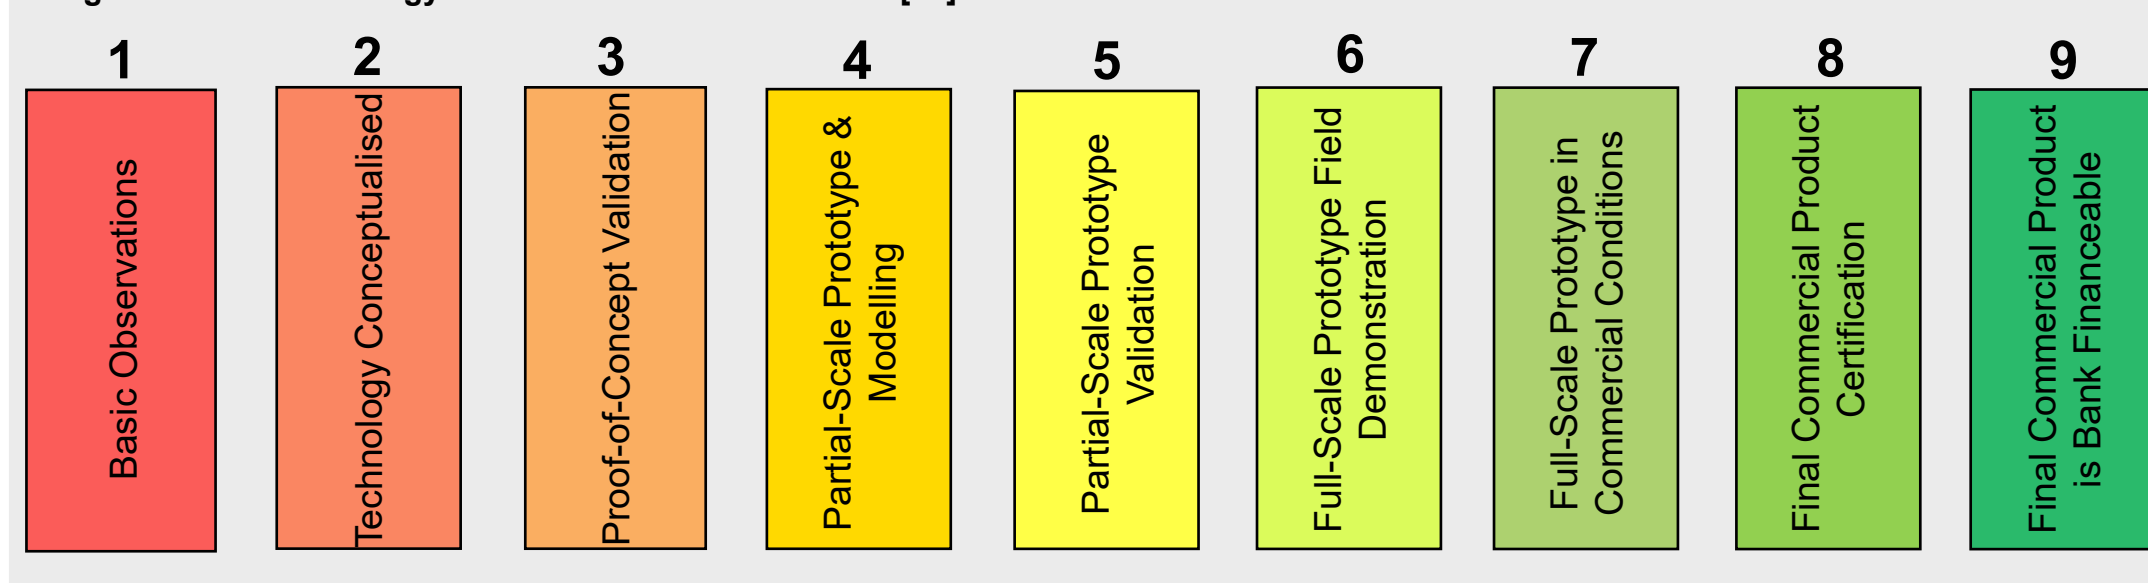 1
2
3
4
5
6
7
8
9
Basic Observations
Technology Conceptualised
Proof-of-Concept Validation
Partial-Scale Prototype &
Modelling
Partial-Scale Prototype
Validation
Full-Scale Prototype Field
Demonstration
Full-Scale Prototype in
Commercial Conditions
Final Commercial Product
Certification
Final Commercial Product
is Bank Financeable